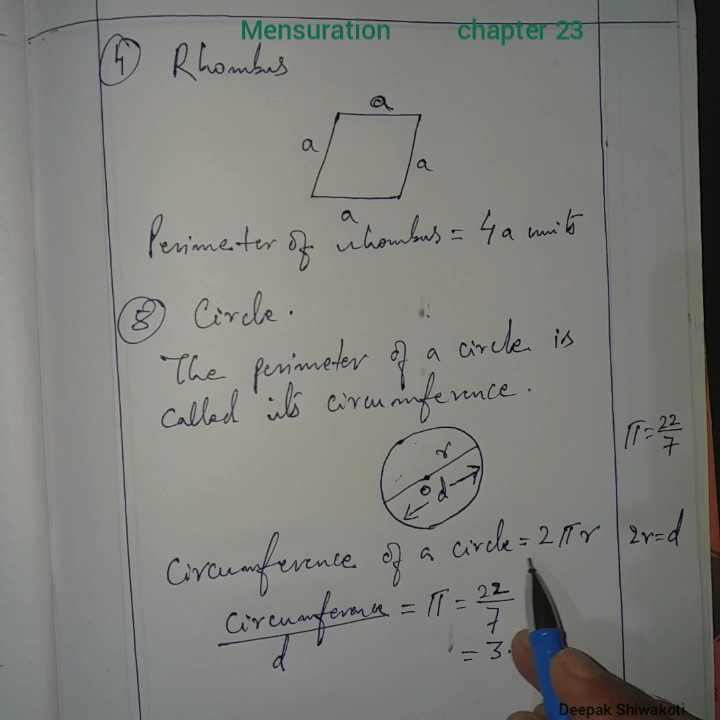 Mensuration chapter 23
4 Rhombus
a
a
a
a
Perimeter of rhombus = 4a units
8 Circle.
The perimeter of a circle is
called its circumference.
π = 22/7
r
O
d
Circumference of a circle = 2πr 2r = d
Circumference/d = π = 22/7
= 3.
Deepak Shiwakoti